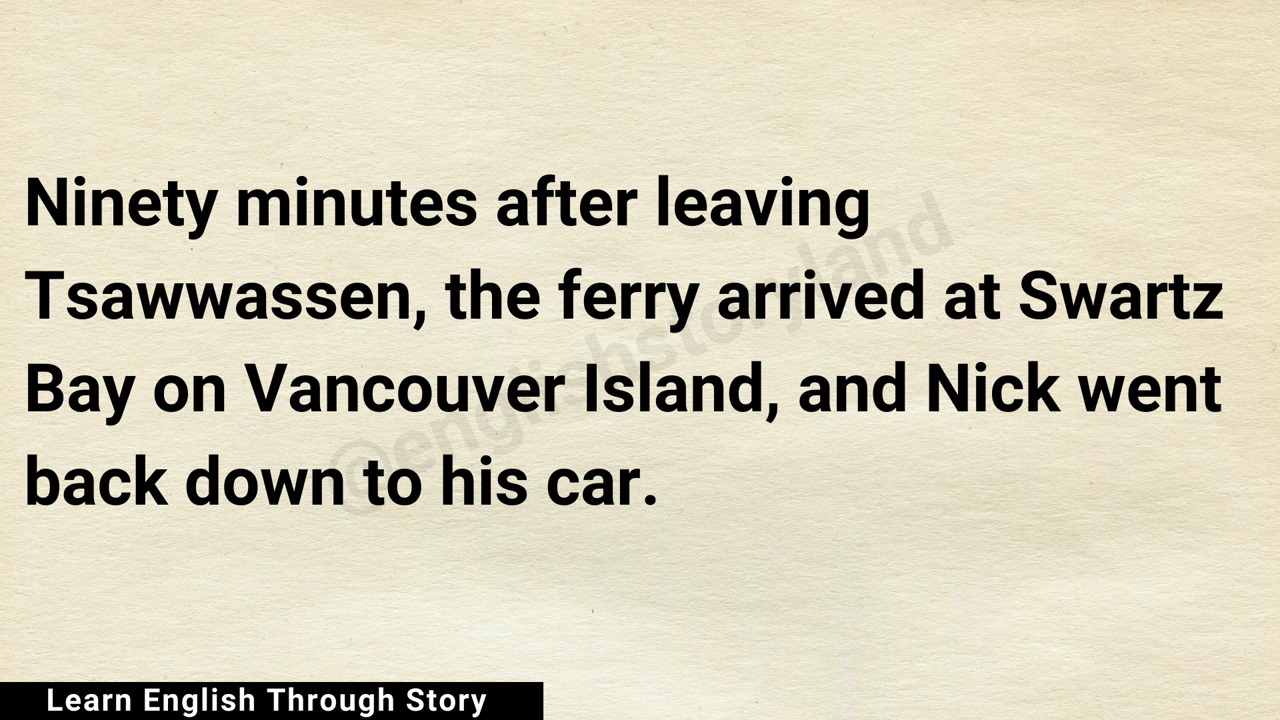 Ninety minutes after leaving
Tsawwassen, the ferry arrived at Swartz
Bay on Vancouver Island, and Nick went
back down to his car.
@englishstoryland
Learn English Through Story